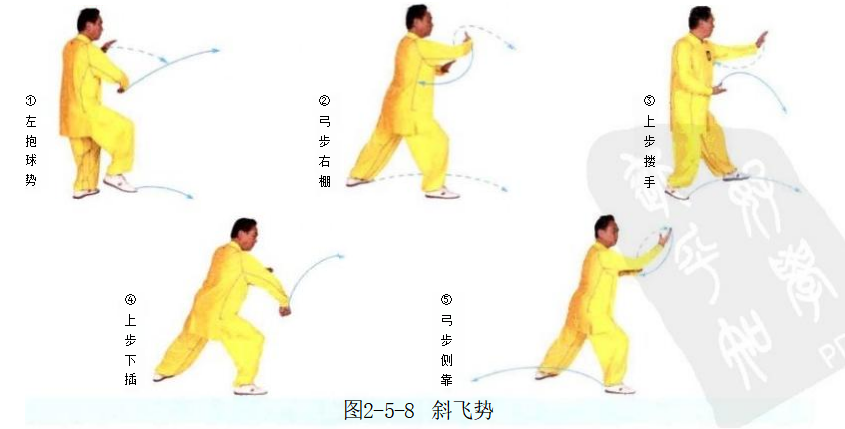 ①左抱球势
②弓步右棚
③上步搂手
④上步下插
⑤弓步侧靠
图2-5-8 斜飞势